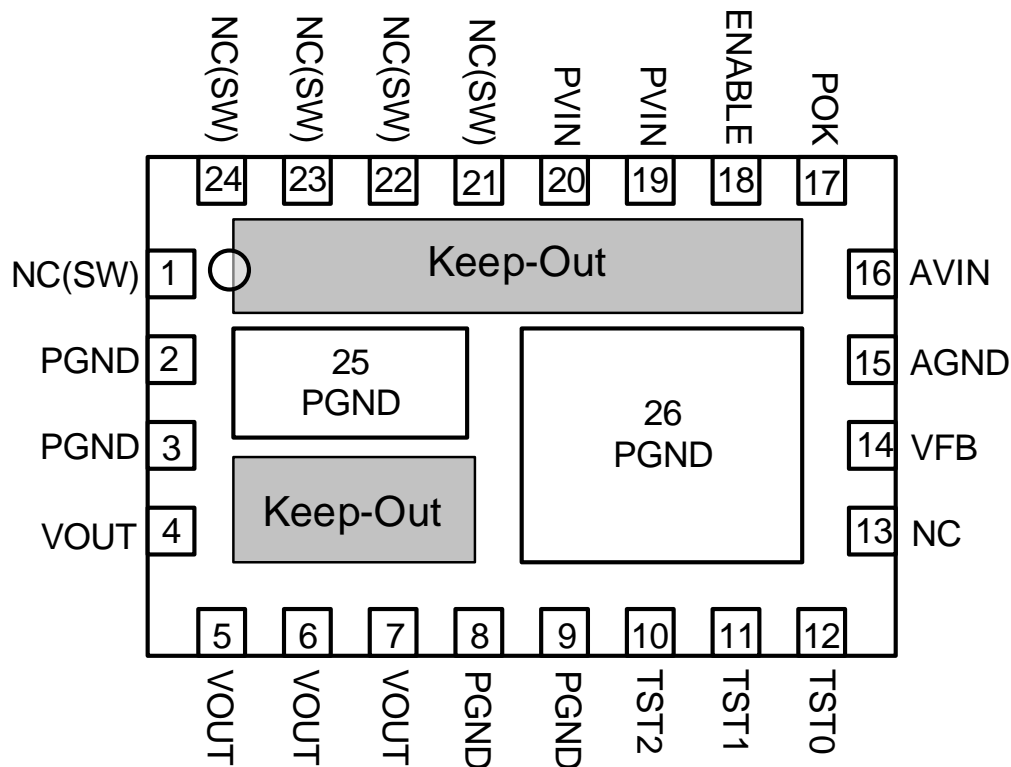 NC(SW)
NC(SW)
NC(SW)
NC(SW)
PVIN
PVIN
ENABLE
POK
24
23
22
21
20
19
18
17
NC(SW)
1
Keep-Out
16
AVIN
PGND
2
25
PGND
26
PGND
15
AGND
PGND
3
14
VFB
VOUT
4
Keep-Out
13
NC
5
6
7
8
9
10
11
12
VOUT
VOUT
VOUT
PGND
PGND
TST2
TST1
TST0